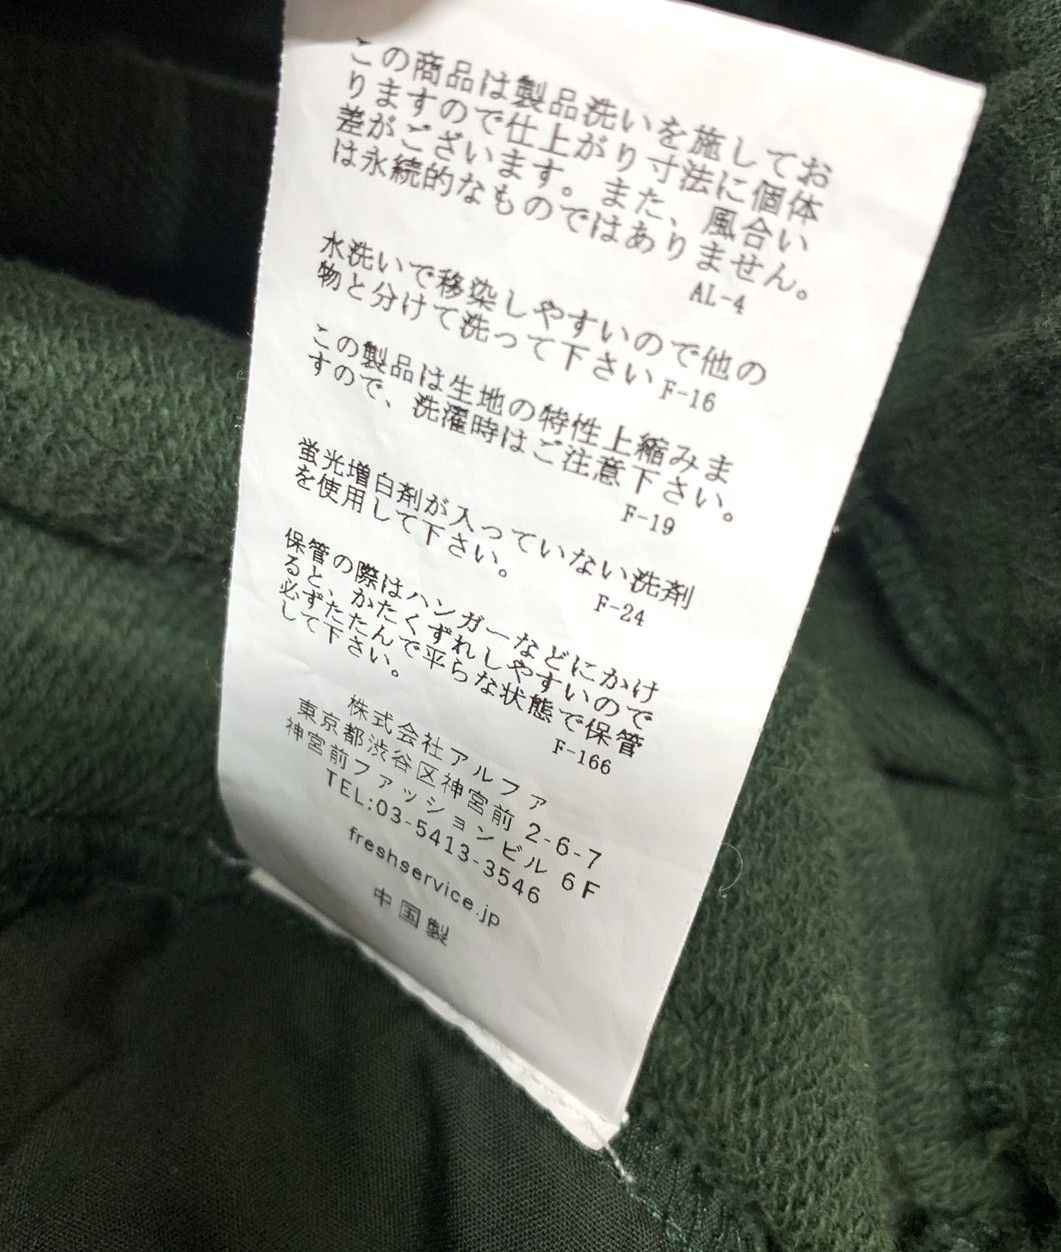 この商品は製品洗いを施してお
りますので仕上がり寸法に個体
差がございます。また、風合い
は永続的なものではありません。
AL-4
水洗いで移染しやすいので他の
物と分けて洗って下さい F-16
この製品は生地の特性上縮みま
すので、洗濯時はご注意下さい。
F-19
蛍光増白剤が入っていない洗剤
を使用して下さい。
F-24
保管の際はハンガーなどにかけ
ると、かたくずれしやすいので
必ずたたんで平らな状態で保管
して下さい。
F-166
株式会社アルファ
東京都渋谷区神宮前 2-6-7
神宮前ファッションビル 6F
TEL:03-5413-3546
freshservice.jp
中国製